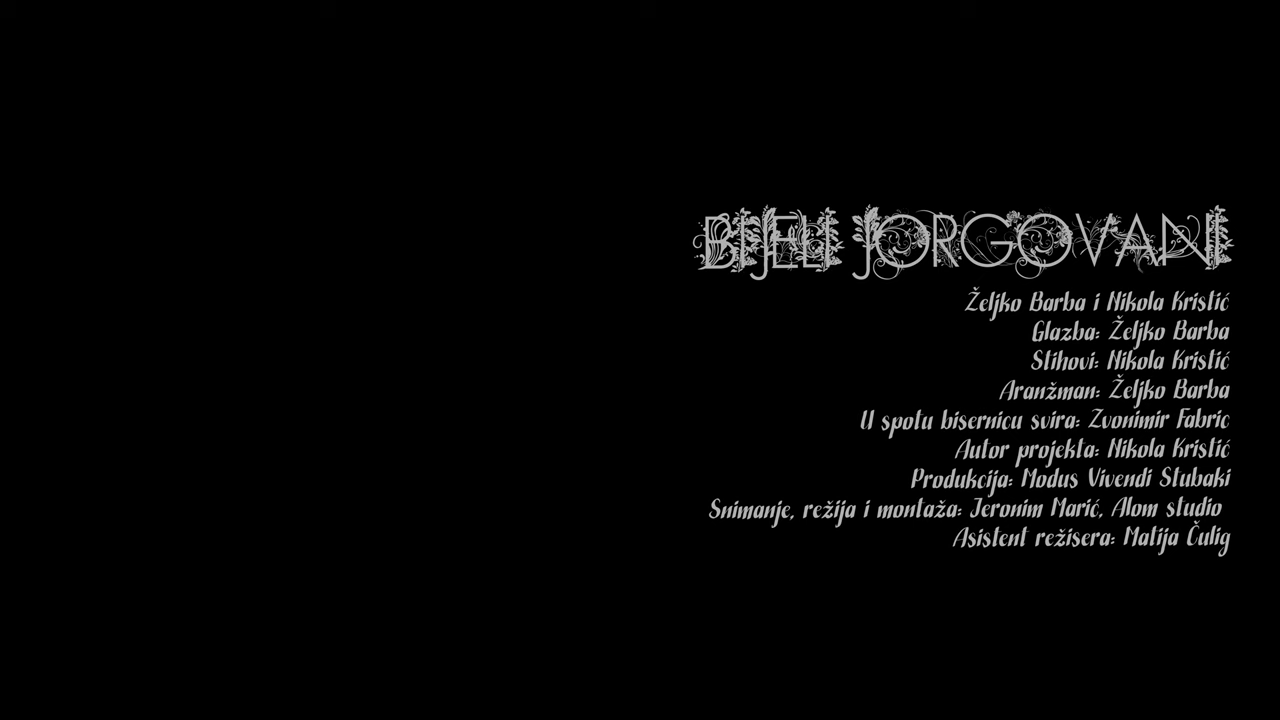 BIJELI JORGOVANI
Željko Barba i Nikola Kristić
Glazba: Željko Barba
Stihovi: Nikola Kristić
Aranžman: Željko Barba
U spotu bisernicu svira: Zvonimir Fabric
Autor projekta: Nikola Kristić
Produkcija: Modus Vivendi Stubaki
Snimanje, režija i montaža: Jeronim Marić, Alom studio
Asistent režisera: Matija Čulig